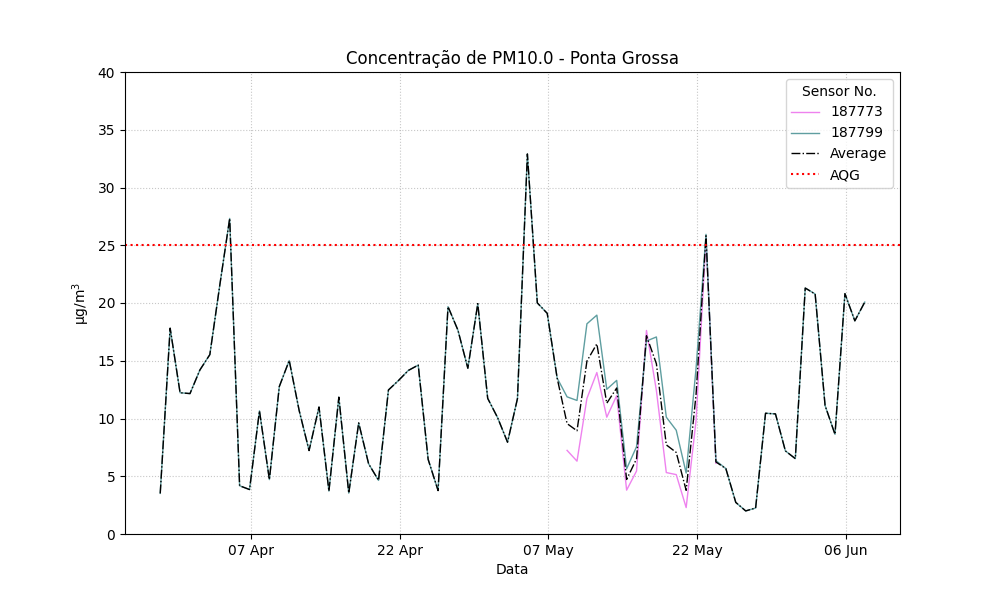 Concentração de PM10.0 - Ponta Grossa
40
35
30
25
20
15
10
5
0
µg/m³
Sensor No.
187773
187799
Average
AQG
07 Apr
22 Apr
07 May
22 May
06 Jun
Data